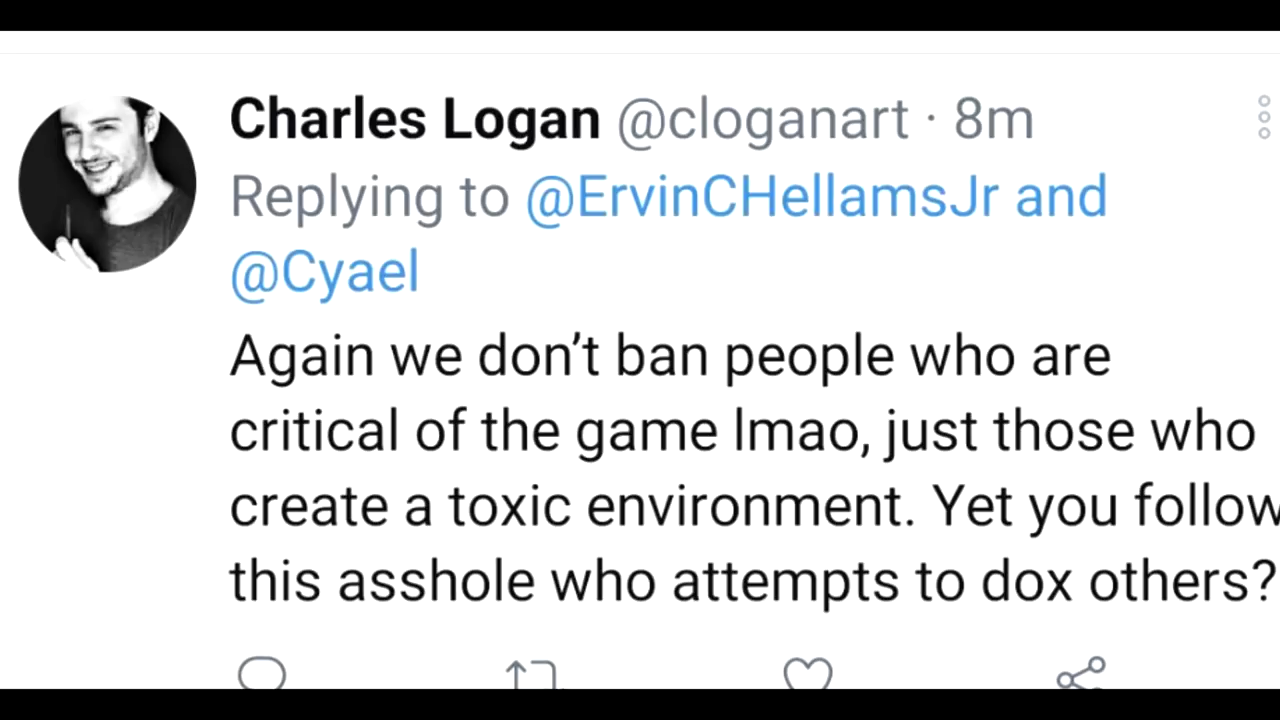 Charles Logan @cloganart · 8m
Replying to @ErvinCHellamsJr and
@Cyael
Again we don’t ban people who are
critical of the game lmao, just those who
create a toxic environment. Yet you follow
this asshole who attempts to dox others?